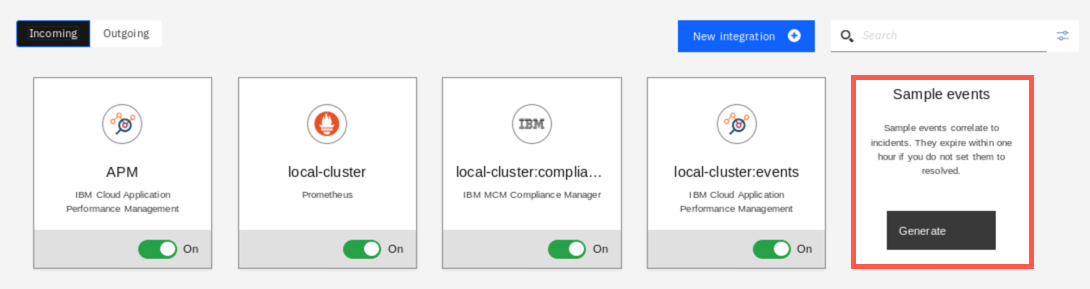 Incoming
Outgoing
New integration
Search
APM
IBM Cloud Application
Performance Management
On
local-cluster
Prometheus
On
IBM
local-cluster:complia...
IBM MCM Compliance Manager
On
local-cluster:events
IBM Cloud Application
Performance Management
On
Sample events
Sample events correlate to
incidents. They expire within one
hour if you do not set them to
resolved.
Generate